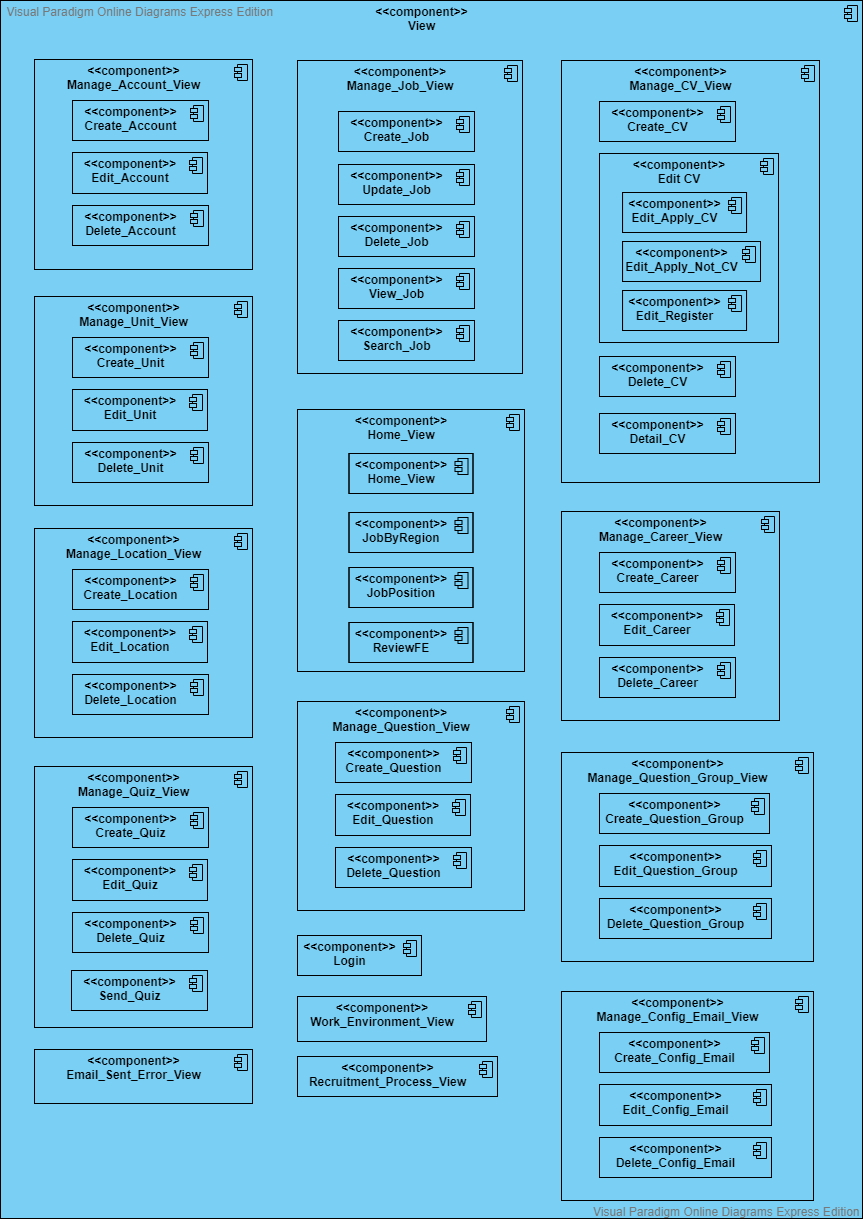 Visual Paradigm Online Diagrams Express Edition
<<component>>
View
<<component>>
Manage_Account_View
<<component>>
Create_Account
<<component>>
Edit_Account
<<component>>
Delete_Account
<<component>>
Manage_Unit_View
<<component>>
Create_Unit
<<component>>
Edit_Unit
<<component>>
Delete_Unit
<<component>>
Manage_Location_View
<<component>>
Create_Location
<<component>>
Edit_Location
<<component>>
Delete_Location
<<component>>
Manage_Quiz_View
<<component>>
Create_Quiz
<<component>>
Edit_Quiz
<<component>>
Delete_Quiz
<<component>>
Send_Quiz
<<component>>
Email_Sent_Error_View
<<component>>
Manage_Job_View
<<component>>
Create_Job
<<component>>
Update_Job
<<component>>
Delete_Job
<<component>>
View_Job
<<component>>
Search_Job
<<component>>
Home_View
<<component>>
Home_View
<<component>>
JobByRegion
<<component>>
JobPosition
<<component>>
ReviewFE
<<component>>
Manage_Question_View
<<component>>
Create_Question
<<component>>
Edit_Question
<<component>>
Delete_Question
<<component>>
Login
<<component>>
Work_Environment_View
<<component>>
Recruitment_Process_View
<<component>>
Manage_CV_View
<<component>>
Create_CV
<<component>>
Edit CV
<<component>>
Edit_Apply_CV
<<component>>
Edit_Apply_Not_CV
<<component>>
Edit_Register
<<component>>
Delete_CV
<<component>>
Detail_CV
<<component>>
Manage_Career_View
<<component>>
Create_Career
<<component>>
Edit_Career
<<component>>
Delete_Career
<<component>>
Manage_Question_Group_View
<<component>>
Create_Question_Group
<<component>>
Edit_Question_Group
<<component>>
Delete_Question_Group
<<component>>
Manage_Config_Email_View
<<component>>
Create_Config_Email
<<component>>
Edit_Config_Email
<<component>>
Delete_Config_Email
Visual Paradigm Online Diagrams Express Edition